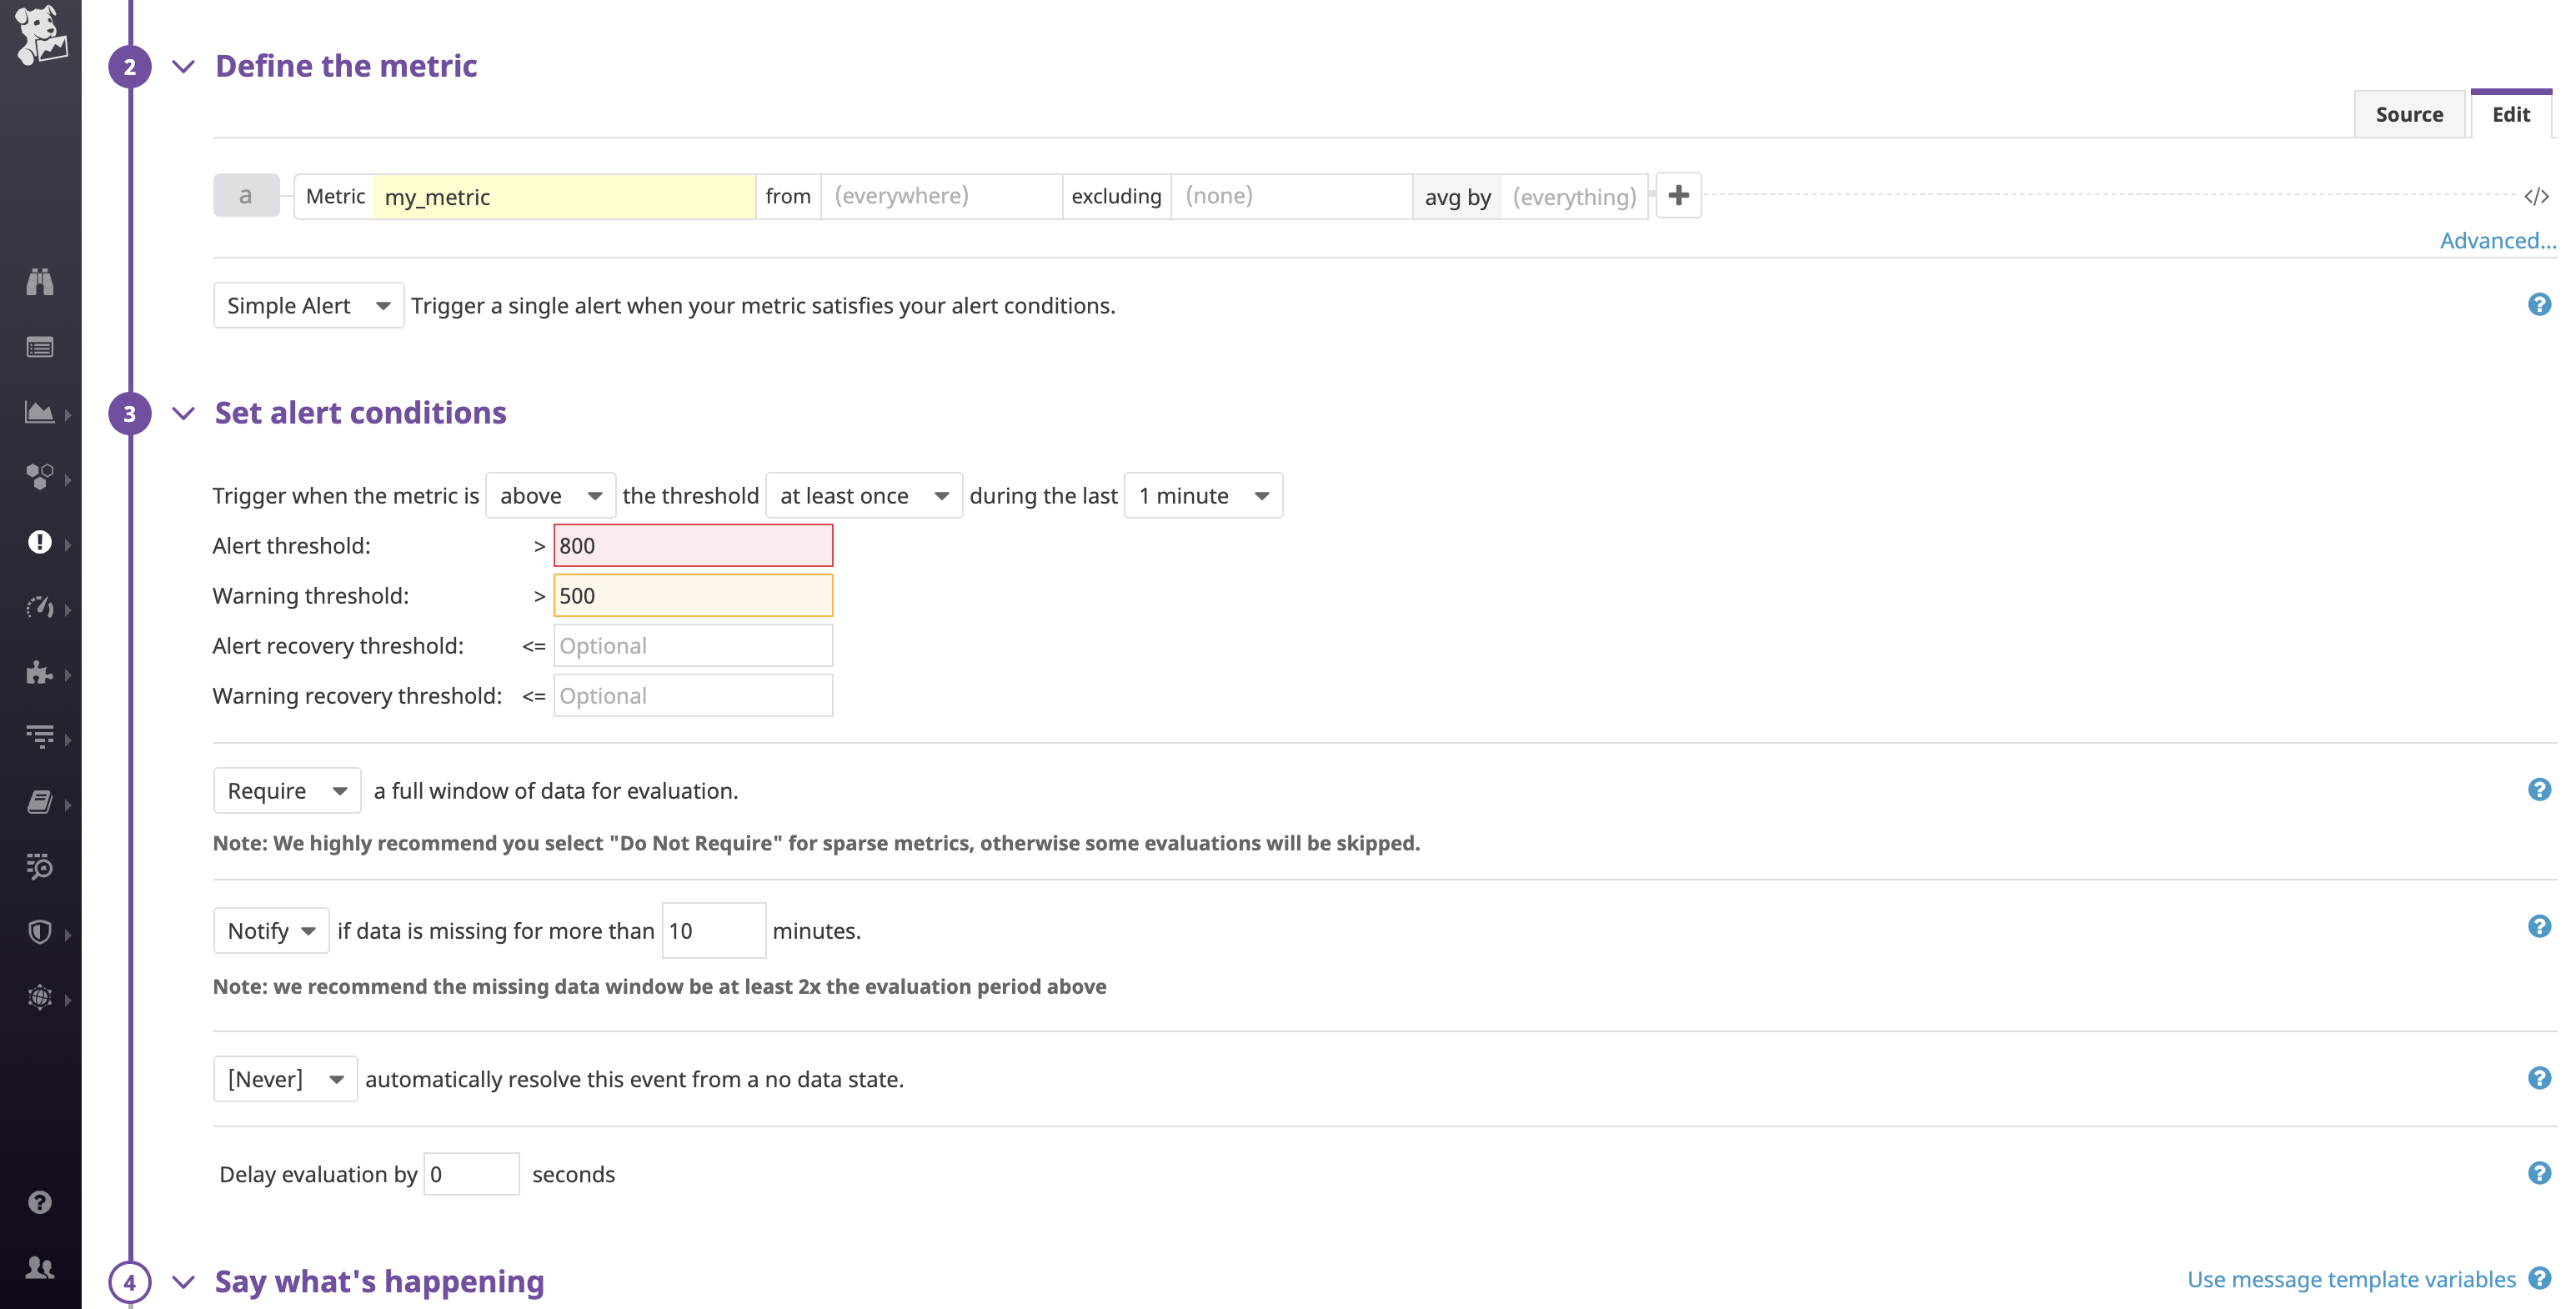 2 Define the metric
Source Edit
a Metric my_metric from (everywhere) excluding (none) avg by (everything) + </>
Advanced...
Simple Alert Trigger a single alert when your metric satisfies your alert conditions. ?
3 Set alert conditions
Trigger when the metric is above the threshold at least once during the last 1 minute
Alert threshold: > 800
Warning threshold: > 500
Alert recovery threshold: <= Optional
Warning recovery threshold: <= Optional
Require a full window of data for evaluation. ?
Note: We highly recommend you select "Do Not Require" for sparse metrics, otherwise some evaluations will be skipped.
Notify if data is missing for more than 10 minutes. ?
Note: we recommend the missing data window be at least 2x the evaluation period above
[Never] automatically resolve this event from a no data state. ?
Delay evaluation by 0 seconds ?
4 Say what's happening Use message template variables ?